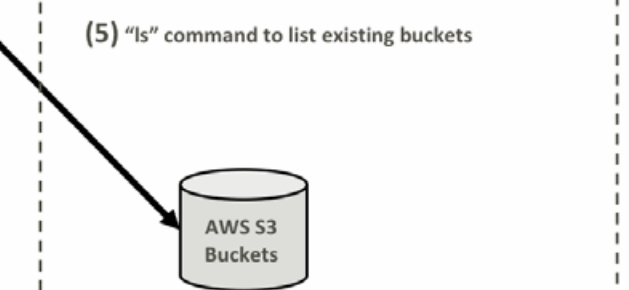 (5) “ls” command to list existing buckets
AWS S3
Buckets